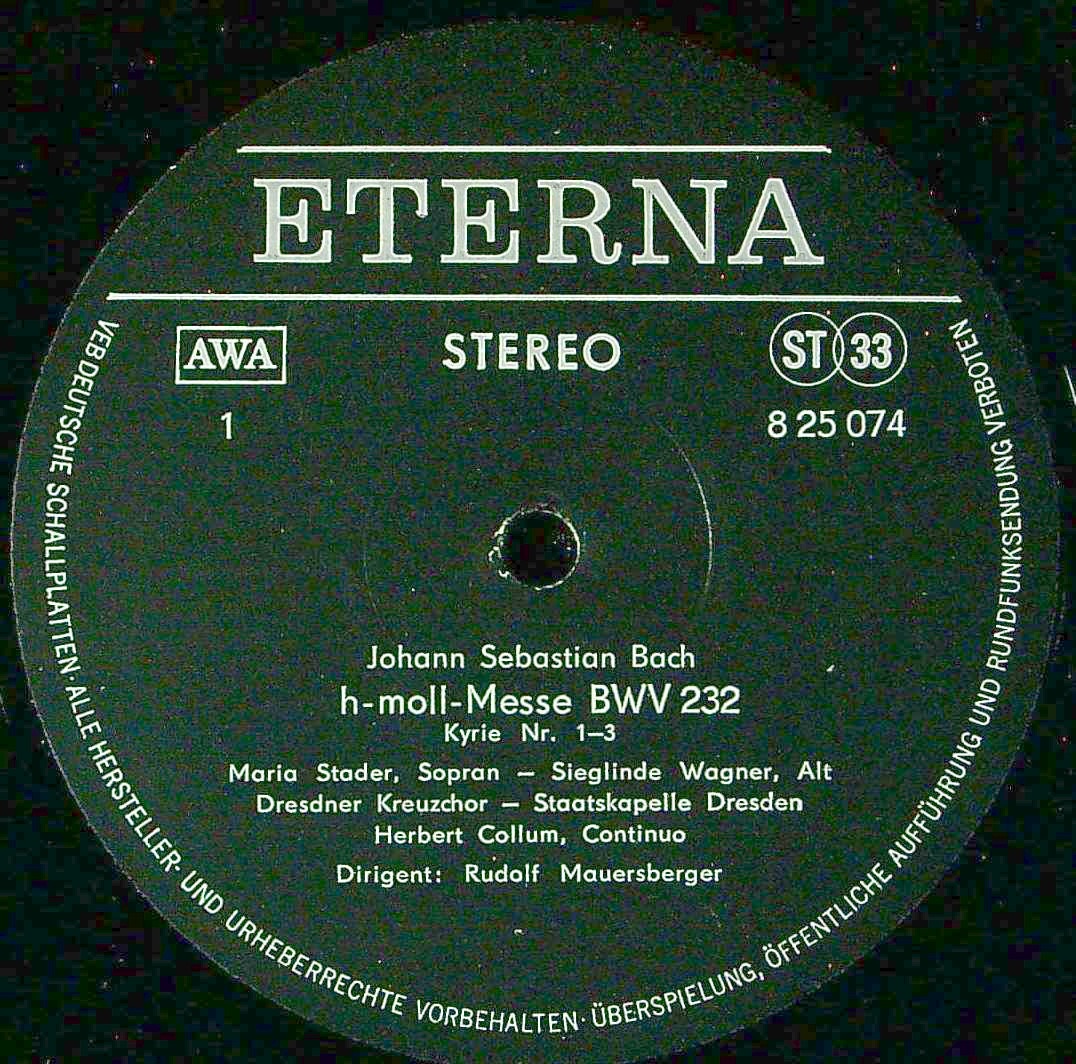 ETERNA
AWA
STEREO
ST 33
1
8 25 074
Johann Sebastian Bach
h-moll-Messe BWV 232
Kyrie Nr. 1–3
Maria Stader, Sopran – Sieglinde Wagner, Alt
Dresdner Kreuzchor – Staatskapelle Dresden
Herbert Collum, Continuo
Dirigent: Rudolf Mauersberger
VEB DEUTSCHE SCHALLPLATTEN · ALLE HERSTELLER- UND URHEBERRECHTE VORBEHALTEN · ÜBERSPIELUNG, ÖFFENTLICHE AUFFÜHRUNG UND RUNDFUNKSENDUNG VERBOTEN